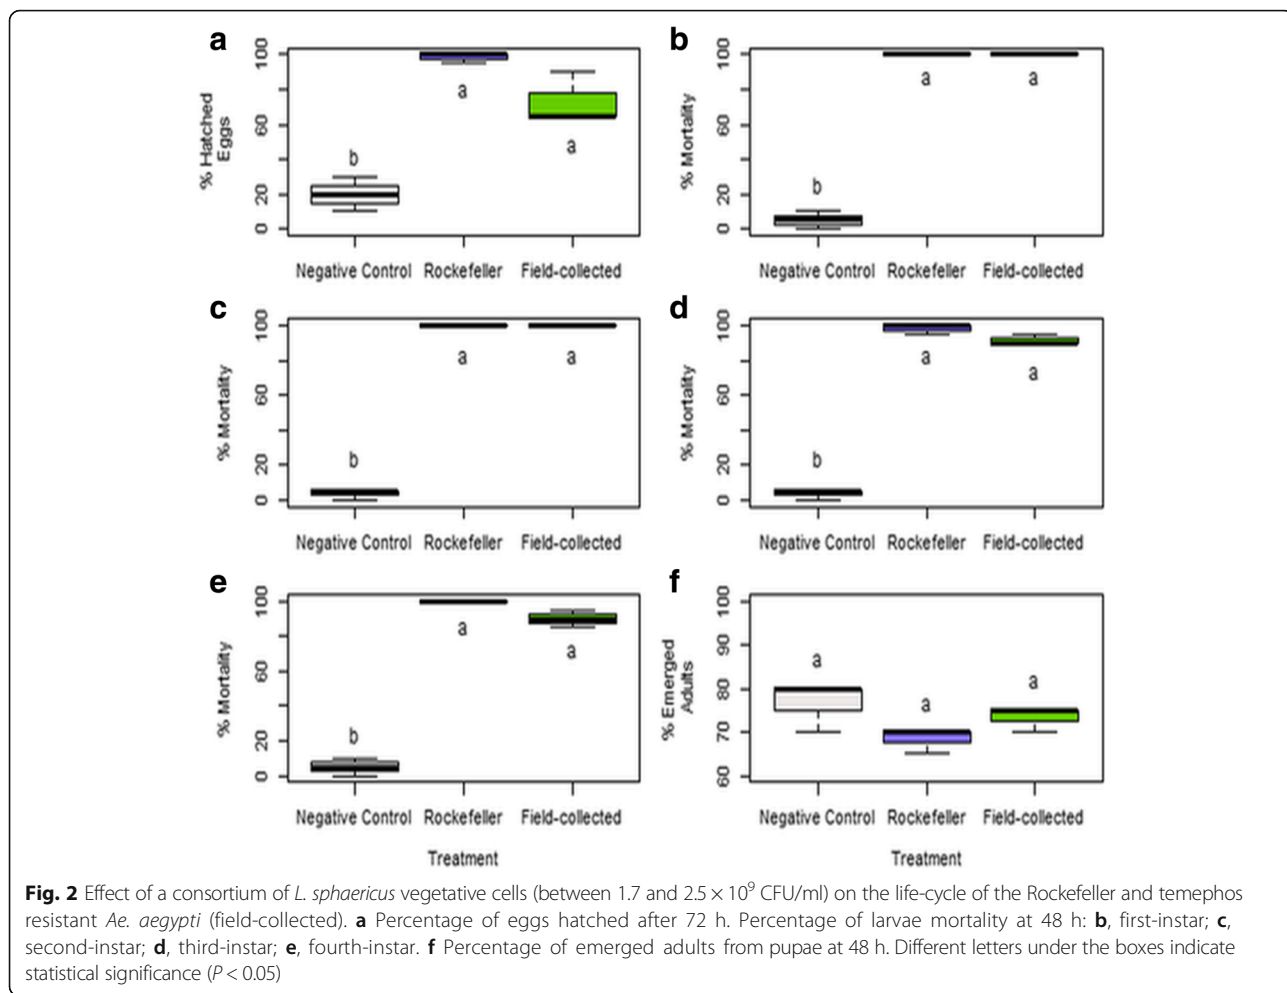 a
100
60
20
0
% Hatched
Eggs
b
a
a
Negative Control Rockefeller Field-collected
b
100
60
20
0
% Mortality
b
a
a
Negative Control Rockefeller Field-collected
c
100
60
20
0
% Mortality
b
a
a
Negative Control Rockefeller Field-collected
d
100
60
20
0
% Mortality
b
a
a
Negative Control Rockefeller Field-collected
e
100
60
20
0
% Mortality
b
a
a
Negative Control Rockefeller Field-collected
Treatment
f
100
90
80
70
60
% Emerged
Adults
a
a
a
Negative Control Rockefeller Field-collected
Treatment
Fig. 2 Effect of a consortium of L. sphaericus vegetative cells (between 1.7 and 2.5 × 10⁹ CFU/ml) on the life-cycle of the Rockefeller and temephos
resistant Ae. aegypti (field-collected). a Percentage of eggs hatched after 72 h. Percentage of larvae mortality at 48 h: b, first-instar; c,
second-instar; d, third-instar; e, fourth-instar. f Percentage of emerged adults from pupae at 48 h. Different letters under the boxes indicate
statistical significance (P < 0.05)